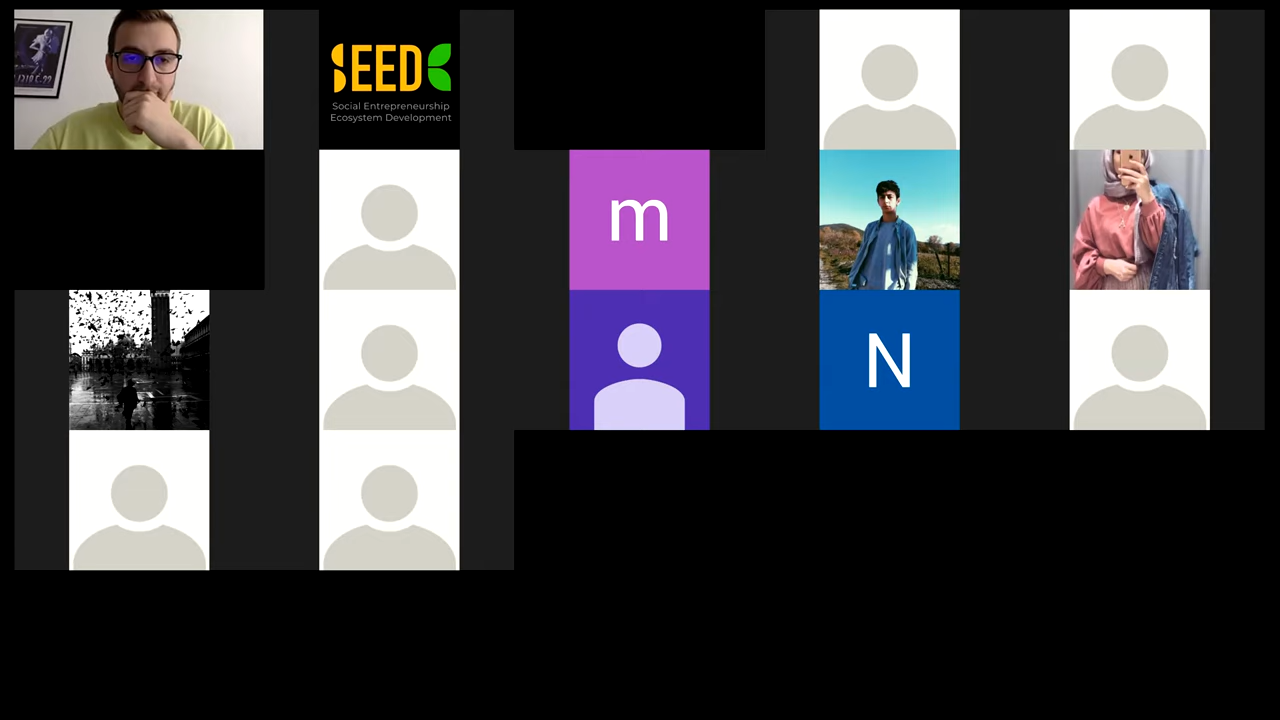 SEED
Social Entrepreneurship
Ecosystem Development
m
N